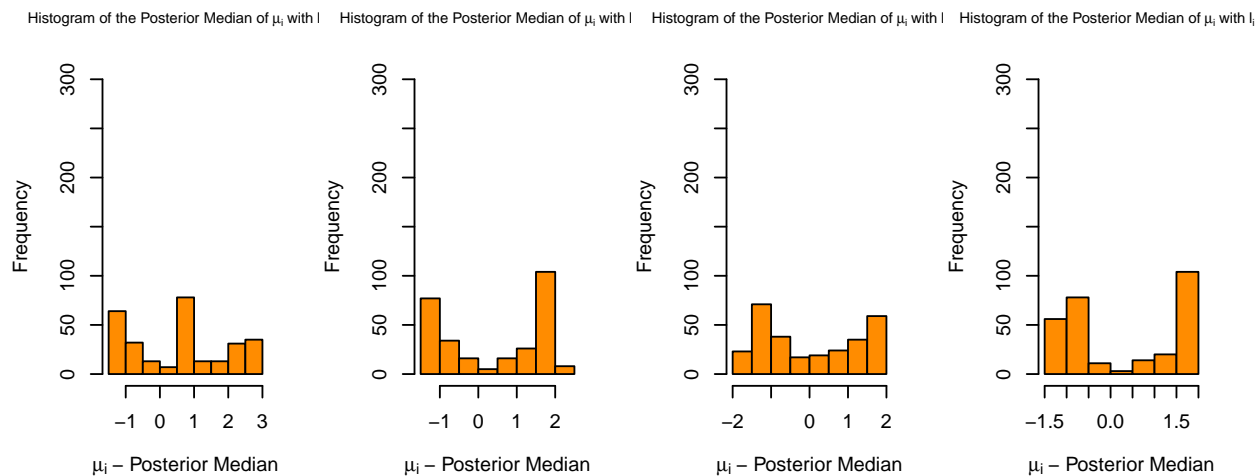 Histogram of the Posterior Median of μi with l
Histogram of the Posterior Median of μi with l
Histogram of the Posterior Median of μi with l
Histogram of the Posterior Median of μi with li
Frequency
0 50 100 200 300
−1 0 1 2 3
μi − Posterior Median
Frequency
0 50 100 200 300
−1 0 1 2
μi − Posterior Median
Frequency
0 50 100 200 300
−2 −1 0 1 2
μi − Posterior Median
Frequency
0 50 100 200 300
−1.5 0.0 1.5
μi − Posterior Median